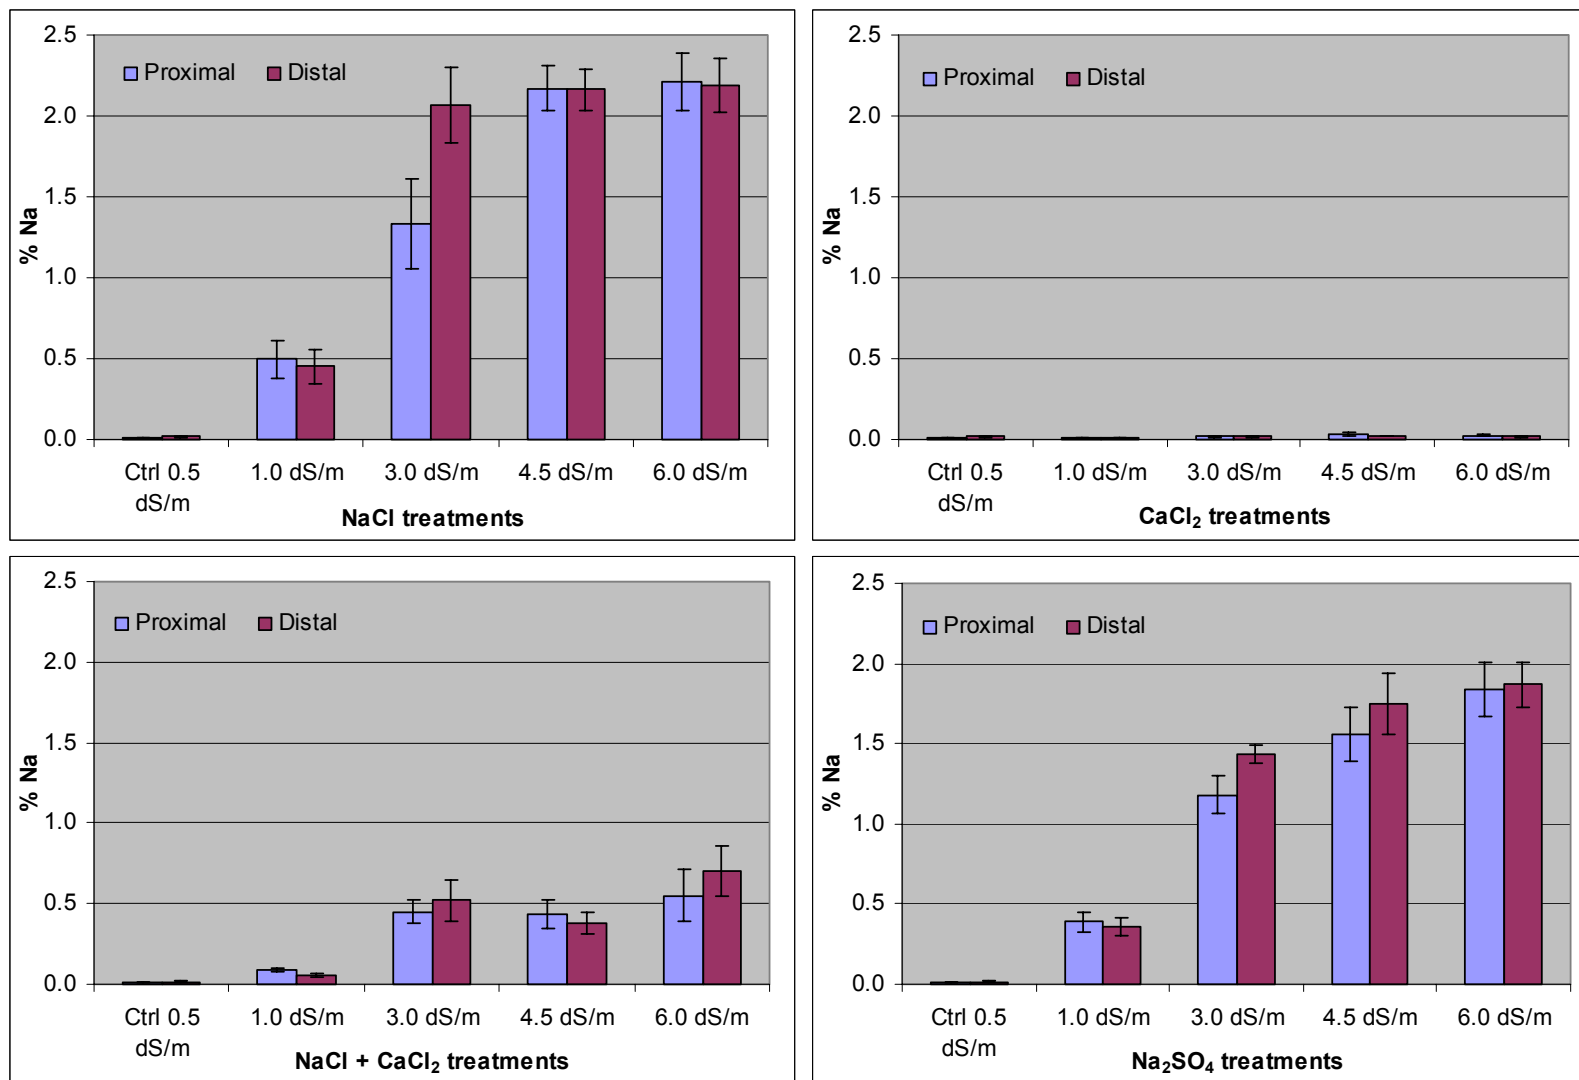 2.5
2.0
1.5
1.0
0.5
0.0
% Na
Proximal Distal
Ctrl 0.5 dS/m
1.0 dS/m
3.0 dS/m
4.5 dS/m
6.0 dS/m
NaCl treatments
2.5
2.0
1.5
1.0
0.5
0.0
% Na
Proximal Distal
Ctrl 0.5 dS/m
1.0 dS/m
3.0 dS/m
4.5 dS/m
6.0 dS/m
CaCl₂ treatments
2.5
2.0
1.5
1.0
0.5
0.0
% Na
Proximal Distal
Ctrl 0.5 dS/m
1.0 dS/m
3.0 dS/m
4.5 dS/m
6.0 dS/m
NaCl + CaCl₂ treatments
2.5
2.0
1.5
1.0
0.5
0.0
% Na
Proximal Distal
Ctrl 0.5 dS/m
1.0 dS/m
3.0 dS/m
4.5 dS/m
6.0 dS/m
Na₂SO₄ treatments